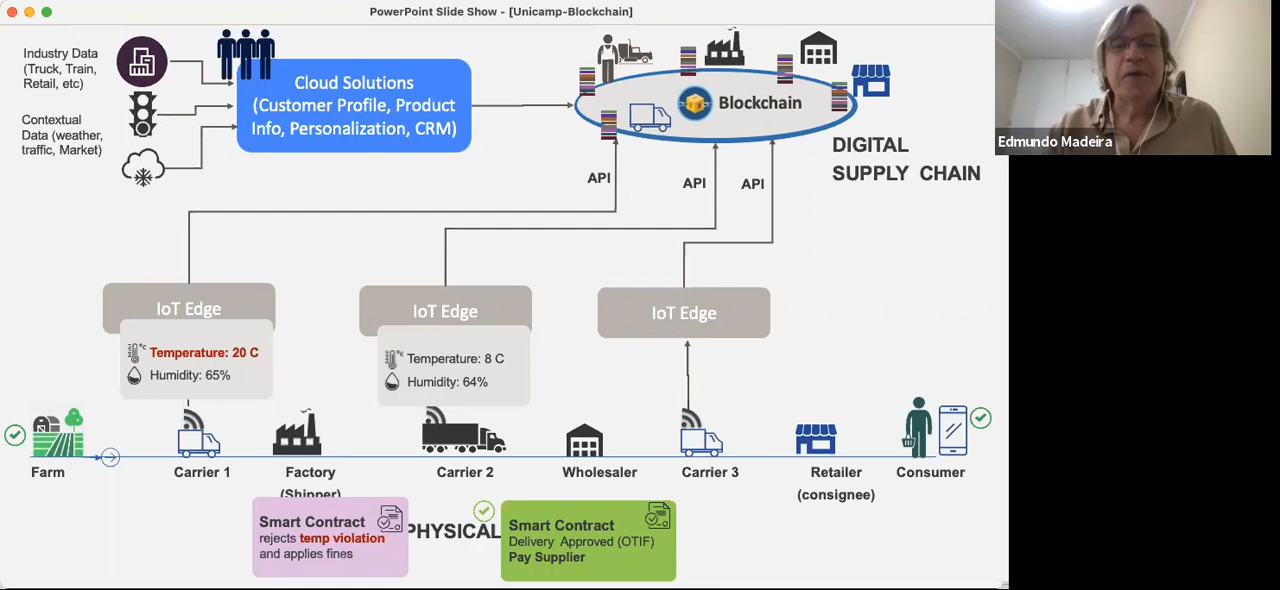 PowerPoint Slide Show - [Unicamp-Blockchain]
Industry Data
(Truck, Train,
Retail, etc)
Contextual
Data (weather,
traffic, Market)
Cloud Solutions
(Customer Profile, Product
Info, Personalization, CRM)
Blockchain
DIGITAL
SUPPLY CHAIN
Edmundo Madeira
API
API
API
IoT Edge
Temperature: 20 C
Humidity: 65%
IoT Edge
Temperature: 8 C
Humidity: 64%
IoT Edge
Farm
Carrier 1
Factory
(Shipper)
Carrier 2
Wholesaler
Carrier 3
Retailer
(consignee)
Consumer
Smart Contract
rejects temp violation
and applies fines
PHYSICAL
Smart Contract
Delivery Approved (OTIF)
Pay Supplier